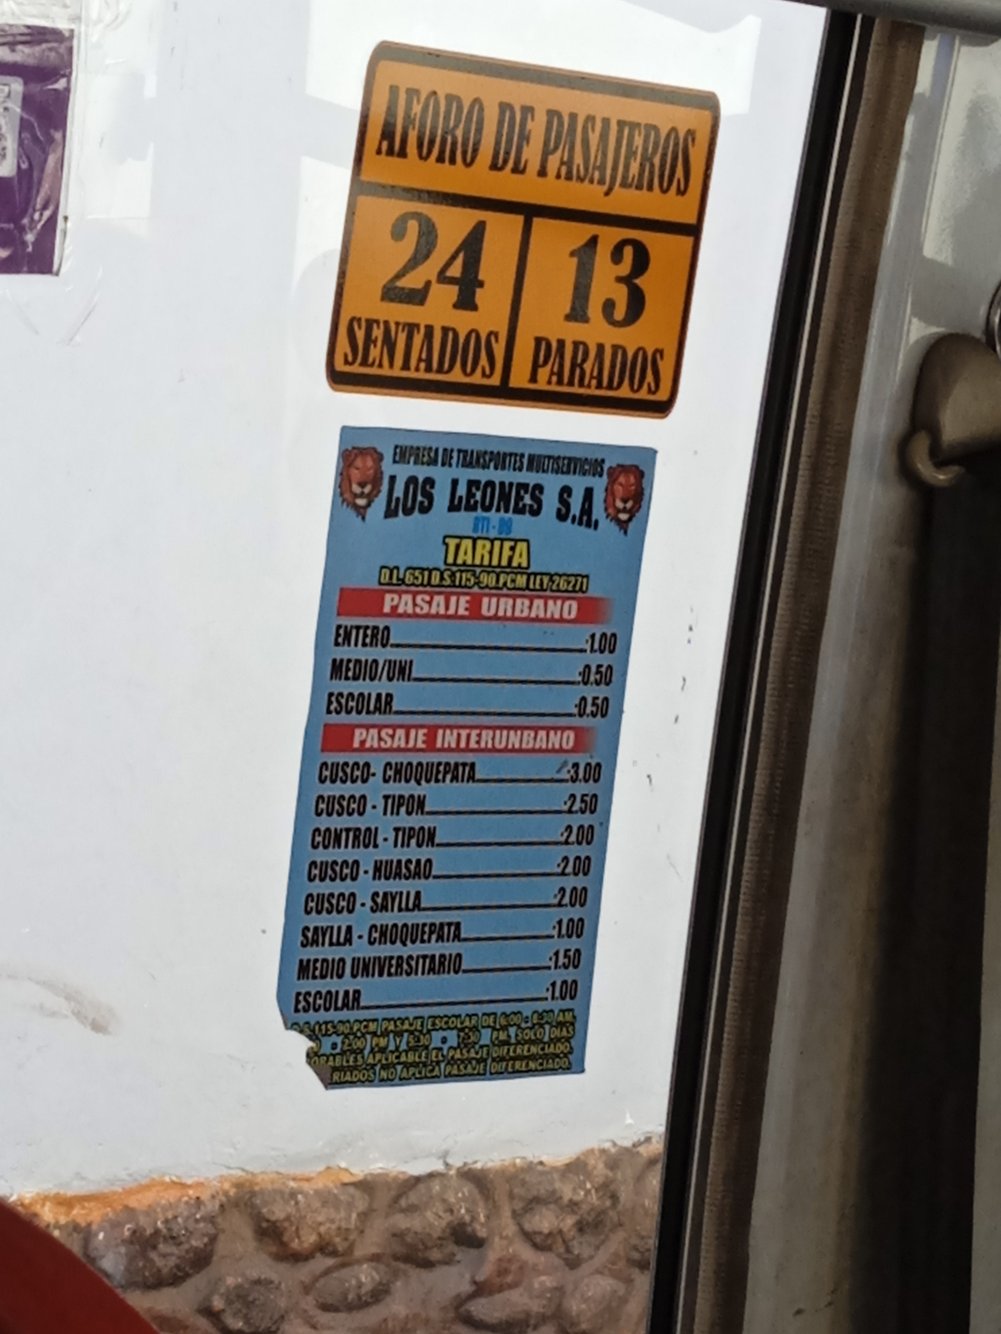 AFORO DE PASAJEROS
24
SENTADOS
13
PARADOS
EMPRESA DE TRANSPORTES MULTISERVICIOS
LOS LEONES S.A.
TARIFA
D.L. 651 D.S. 115-90.PCM LEY-26271
PASAJE URBANO
ENTERO :1.00
MEDIO/UNI :0.50
ESCOLAR :0.50
PASAJE INTERUNBANO
CUSCO- CHOQUEPATA :3.00
CUSCO - TIPON :2.50
CONTROL - TIPON :2.00
CUSCO - HUASAO :2.00
CUSCO - SAYLLA :2.00
SAYLLA - CHOQUEPATA :1.00
MEDIO UNIVERSITARIO :1.50
ESCOLAR :1.00
.S.115-90.PCM PASAJE ESCOLAR DE 6:00 - 8:30 AM,
- 2:00 PM Y 5:30 - 7:30 PM, SOLO DIAS
ORABLES APLICABLE EL PASAJE DIFERENCIADO.
RIADOS NO APLICA PASAJE DIFERENCIADO.